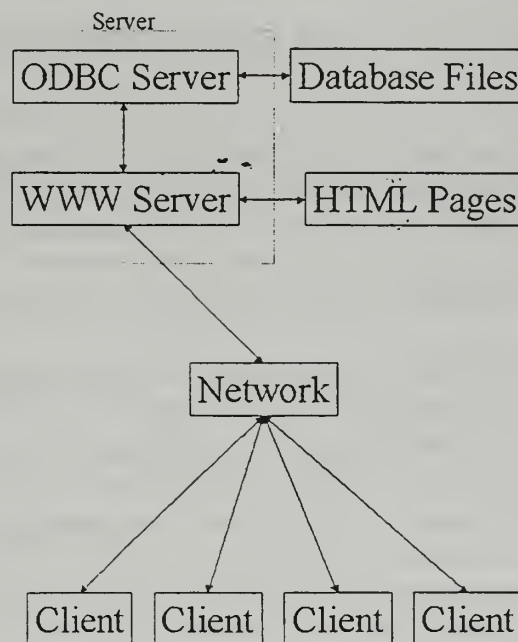 Server
ODBC Server
Database Files
WWW Server
HTML Pages
Network
Client
Client
Client
Client